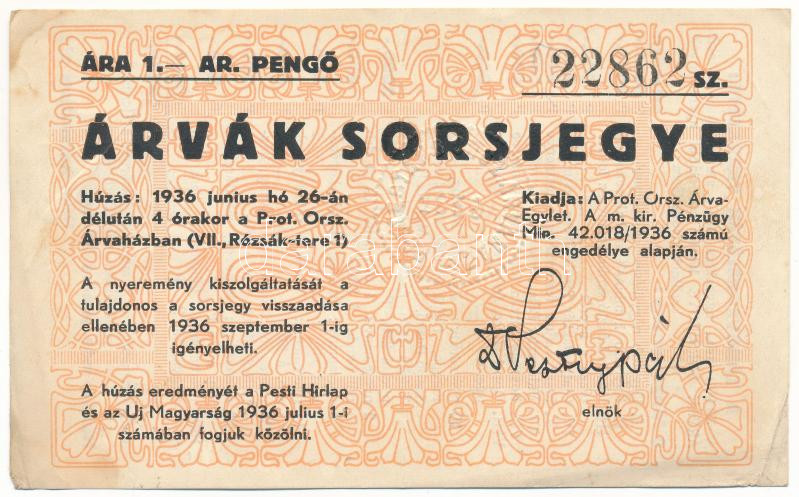 ÁRA 1.— AR. PENGŐ
22862 SZ.
ÁRVÁK SORSJEGYE
Húzás: 1936 junius hó 26-án
délután 4 órakor a Prot. Orsz.
Árvaházban (VII., Rózsák-tere 1)
A nyeremény kiszolgáltatását a
tulajdonos a sorsjegy visszaadása
ellenében 1936 szeptember 1-ig
igényelheti.
A húzás eredményét a Pesti Hirlap
és az Uj Magyarság 1936 julius 1-i
számában fogjuk közölni.
Kiadja: A Prot. Orsz. Árva-
Egylet. A m. kir. Pénzügy
Min. 42.018/1936 számú
engedélye alapján.
elnök